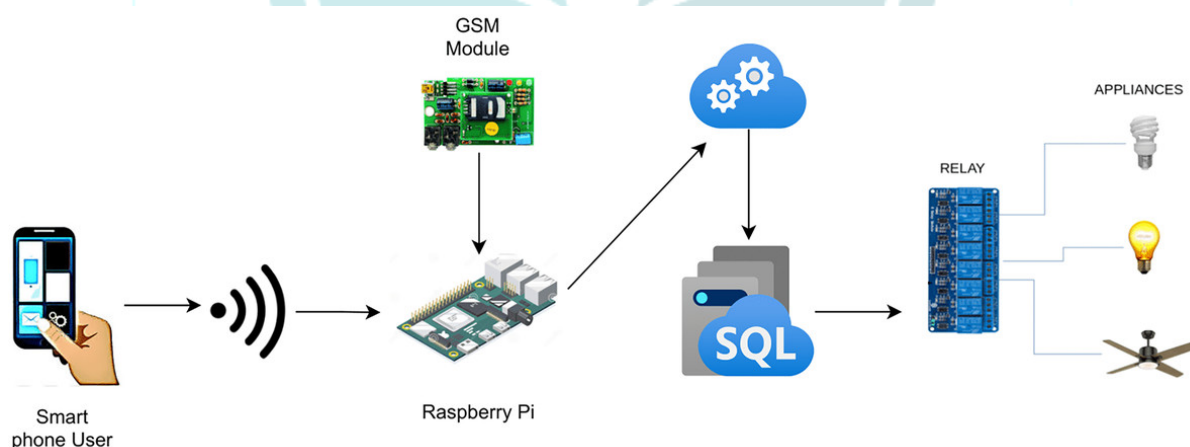 GSM
Module
APPLIANCES
RELAY
SQL
Raspberry Pi
Smart
phone User